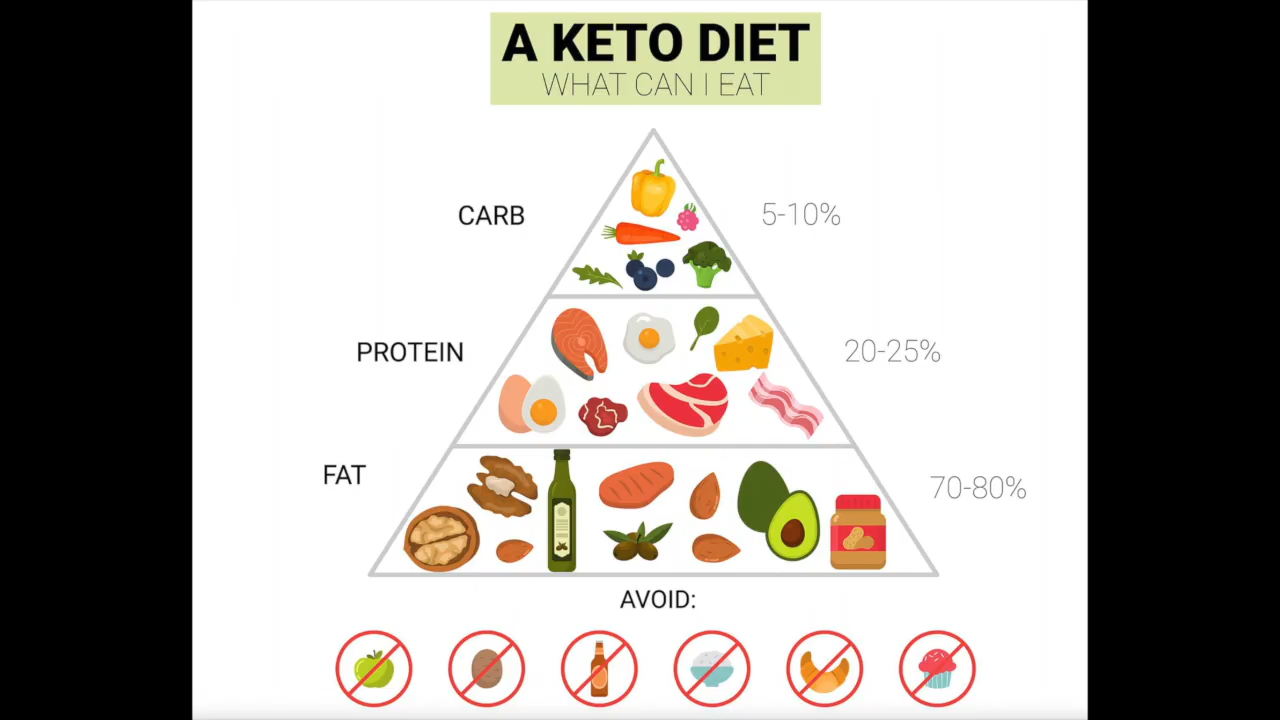 A KETO DIET
WHAT CAN I EAT
CARB
5-10%
PROTEIN
20-25%
FAT
70-80%
AVOID: